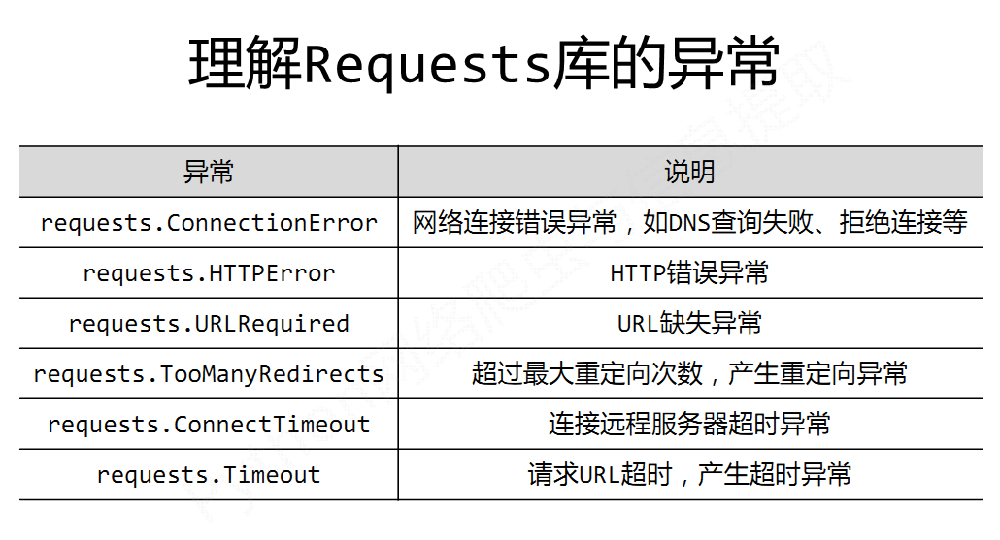 理解Requests库的异常
异常 说明
requests.ConnectionError 网络连接错误异常，如DNS查询失败、拒绝连接等
requests.HTTPError HTTP错误异常
requests.URLRequired URL缺失异常
requests.TooManyRedirects 超过最大重定向次数，产生重定向异常
requests.ConnectTimeout 连接远程服务器超时异常
requests.Timeout 请求URL超时，产生超时异常